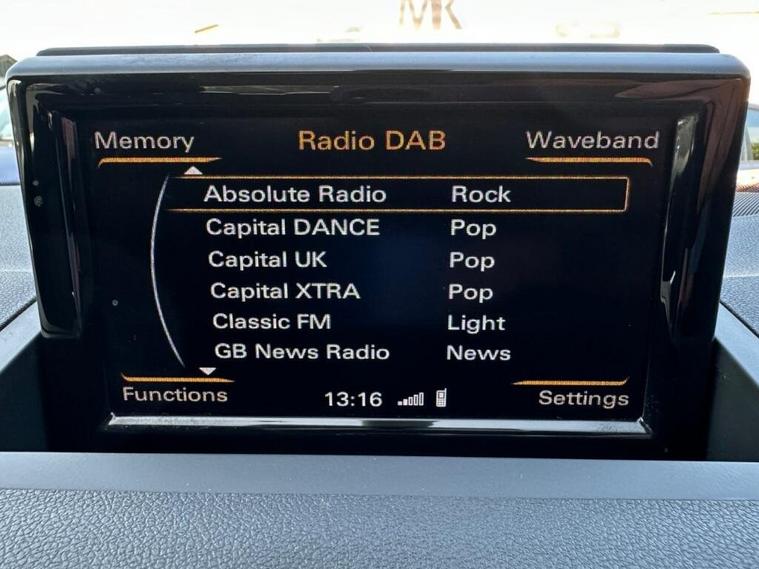 MK
Memory Radio DAB Waveband
Absolute Radio Rock
Capital DANCE Pop
Capital UK Pop
Capital XTRA Pop
Classic FM Light
GB News Radio News
Functions 13:16 Settings